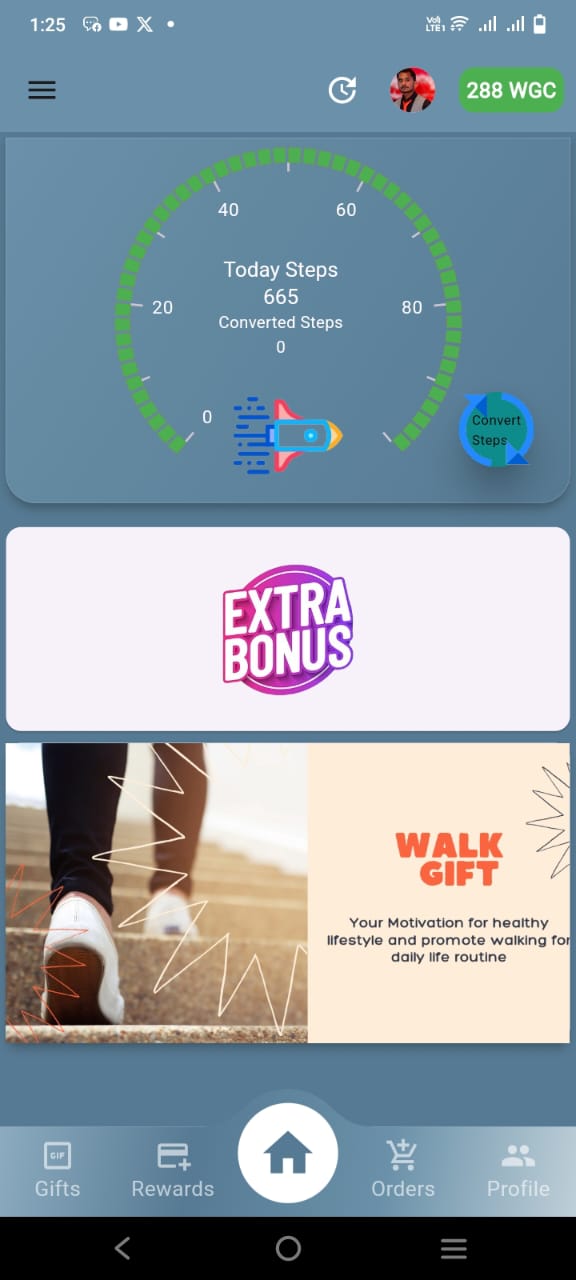 1:25
Vo)
LTE1
288 WGC
40
60
Today Steps
20
665
80
Converted Steps
0
0
Convert
Steps
EXTRA
BONUS
WALK
GIFT
Your Motivation for healthy
lifestyle and promote walking for
daily life routine
GIF
Gifts
Rewards
Orders
Profile